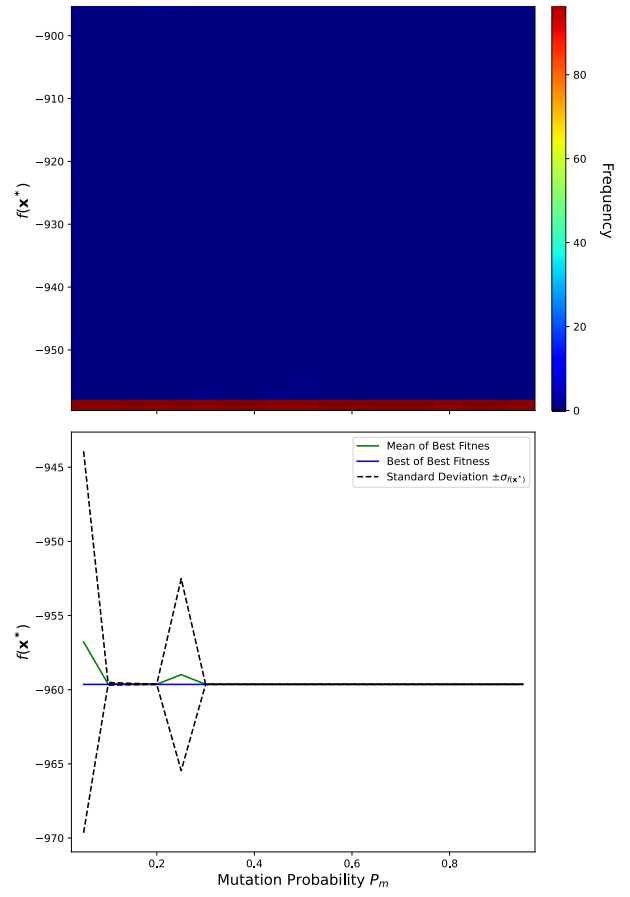 −900
−910
−920
−930
−940
−950
f(x*)
80
60
40
20
0
Frequency
Mean of Best Fitnes
Best of Best Fitness
Standard Deviation ±σf(x*)
−945
−950
−955
−960
−965
−970
f(x*)
0.2 0.4 0.6 0.8
Mutation Probability Pm